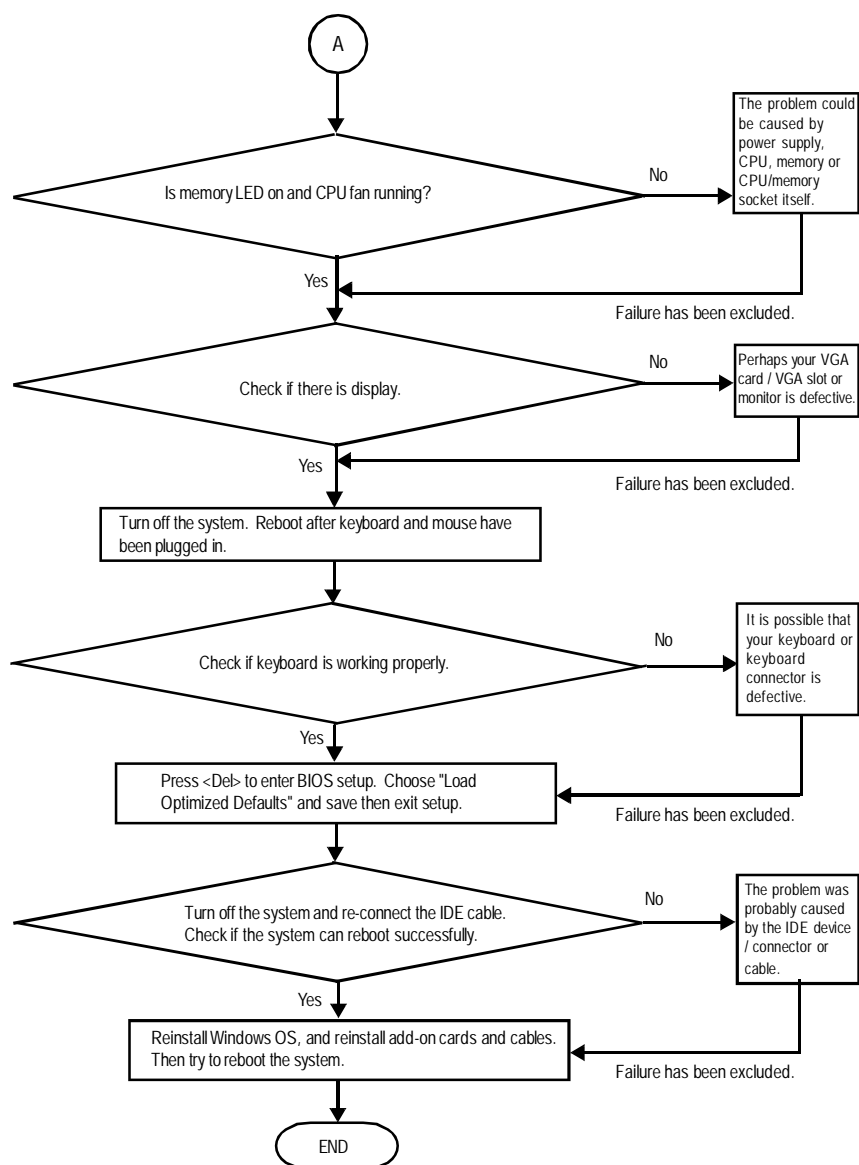 A
Is memory LED on and CPU fan running?
No
The problem could
be caused by
power supply,
CPU, memory or
CPU/memory
socket itself.
Yes
Failure has been excluded.
Check if there is display.
No
Perhaps your VGA
card / VGA slot or
monitor is defective.
Yes
Failure has been excluded.
Turn off the system. Reboot after keyboard and mouse have
been plugged in.
Check if keyboard is working properly.
No
It is possible that
your keyboard or
keyboard
connector is
defective.
Yes
Press <Del> to enter BIOS setup. Choose "Load
Optimized Defaults" and save then exit setup.
Failure has been excluded.
Turn off the system and re-connect the IDE cable.
Check if the system can reboot successfully.
No
The problem was
probably caused
by the IDE device
/ connector or
cable.
Yes
Reinstall Windows OS, and reinstall add-on cards and cables.
Then try to reboot the system.
Failure has been excluded.
END